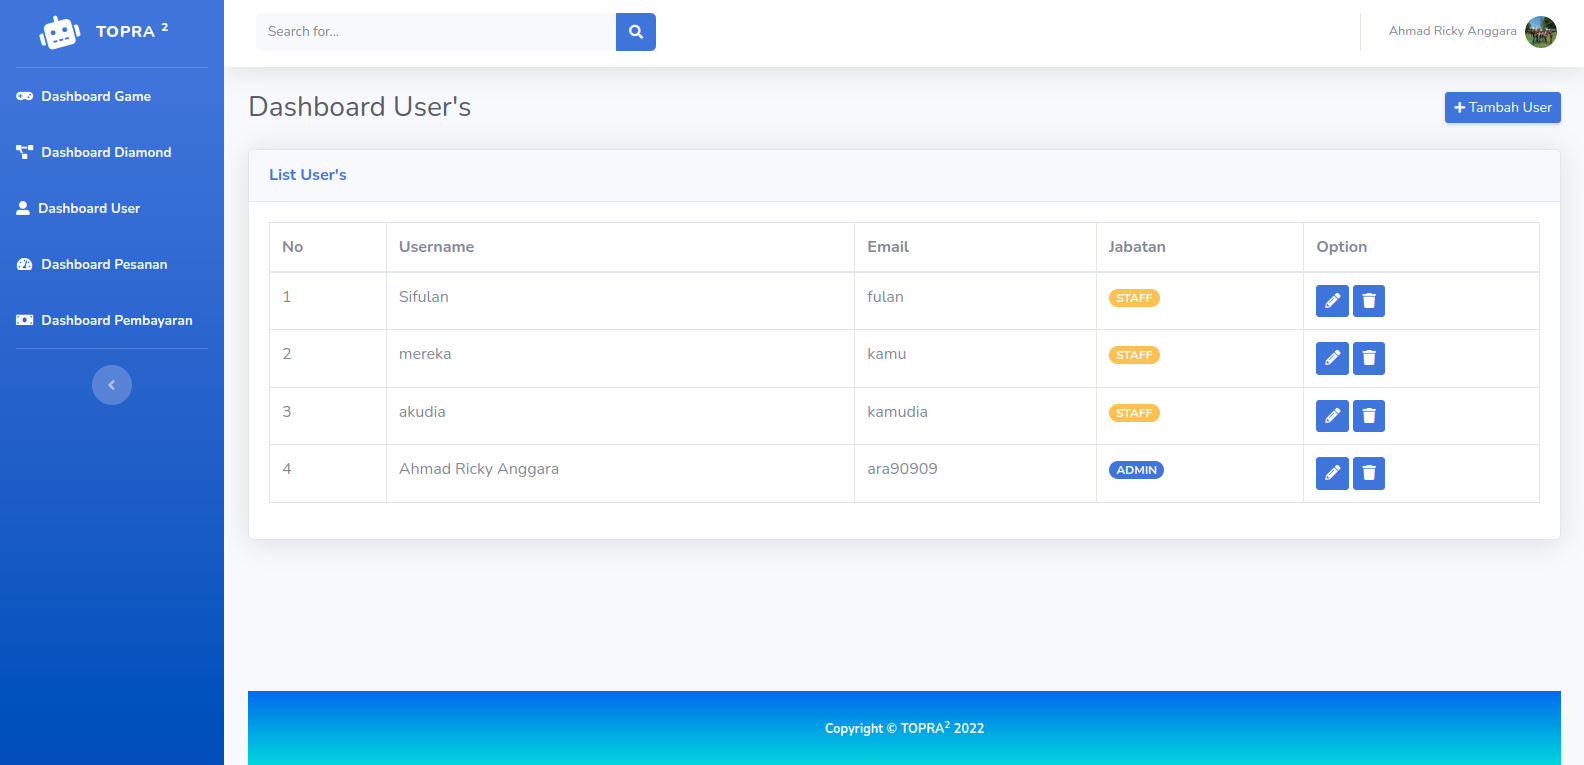 TOPRA ²
Search for...
Ahmad Ricky Anggara
Dashboard Game
Dashboard Diamond
Dashboard User
Dashboard Pesanan
Dashboard Pembayaran
Dashboard User's
Tambah User
List User's
No Username Email Jabatan Option
1 Sifulan fulan STAFF
2 mereka kamu STAFF
3 akudia kamudia STAFF
4 Ahmad Ricky Anggara ara90909 ADMIN
Copyright © TOPRA² 2022